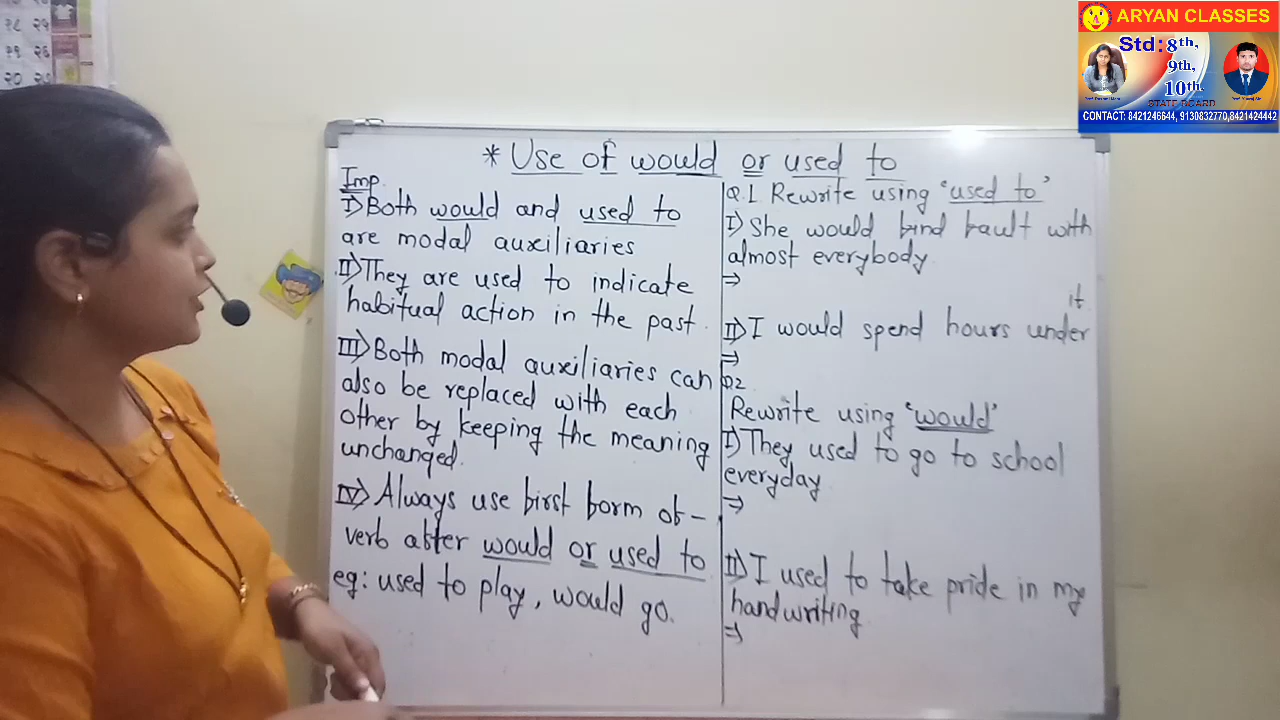 ARYAN CLASSES
Std: 8th,
9th,
10th,
STATE BOARD
CONTACT: 8421246644, 9130832770,8421424442
१८ २५
१९ २६
२०
* Use of would or used to
Imp.
I) Both would and used to
are modal auxiliaries
II) They are used to indicate
habitual action in the past.
III) Both modal auxiliaries can
also be replaced with each
other by keeping the meaning
unchanged.
IV) Always use first form of -
verb after would or used to
eg: used to play, would go.
Q.1. Rewrite using 'used to'
I) She would find fault with
almost everybody.
⇒
it
II) I would spend hours under
⇒
Q2
Rewrite using 'would'
I) They used to go to school
everyday
⇒
II) I used to take pride in my
handwriting.
⇒